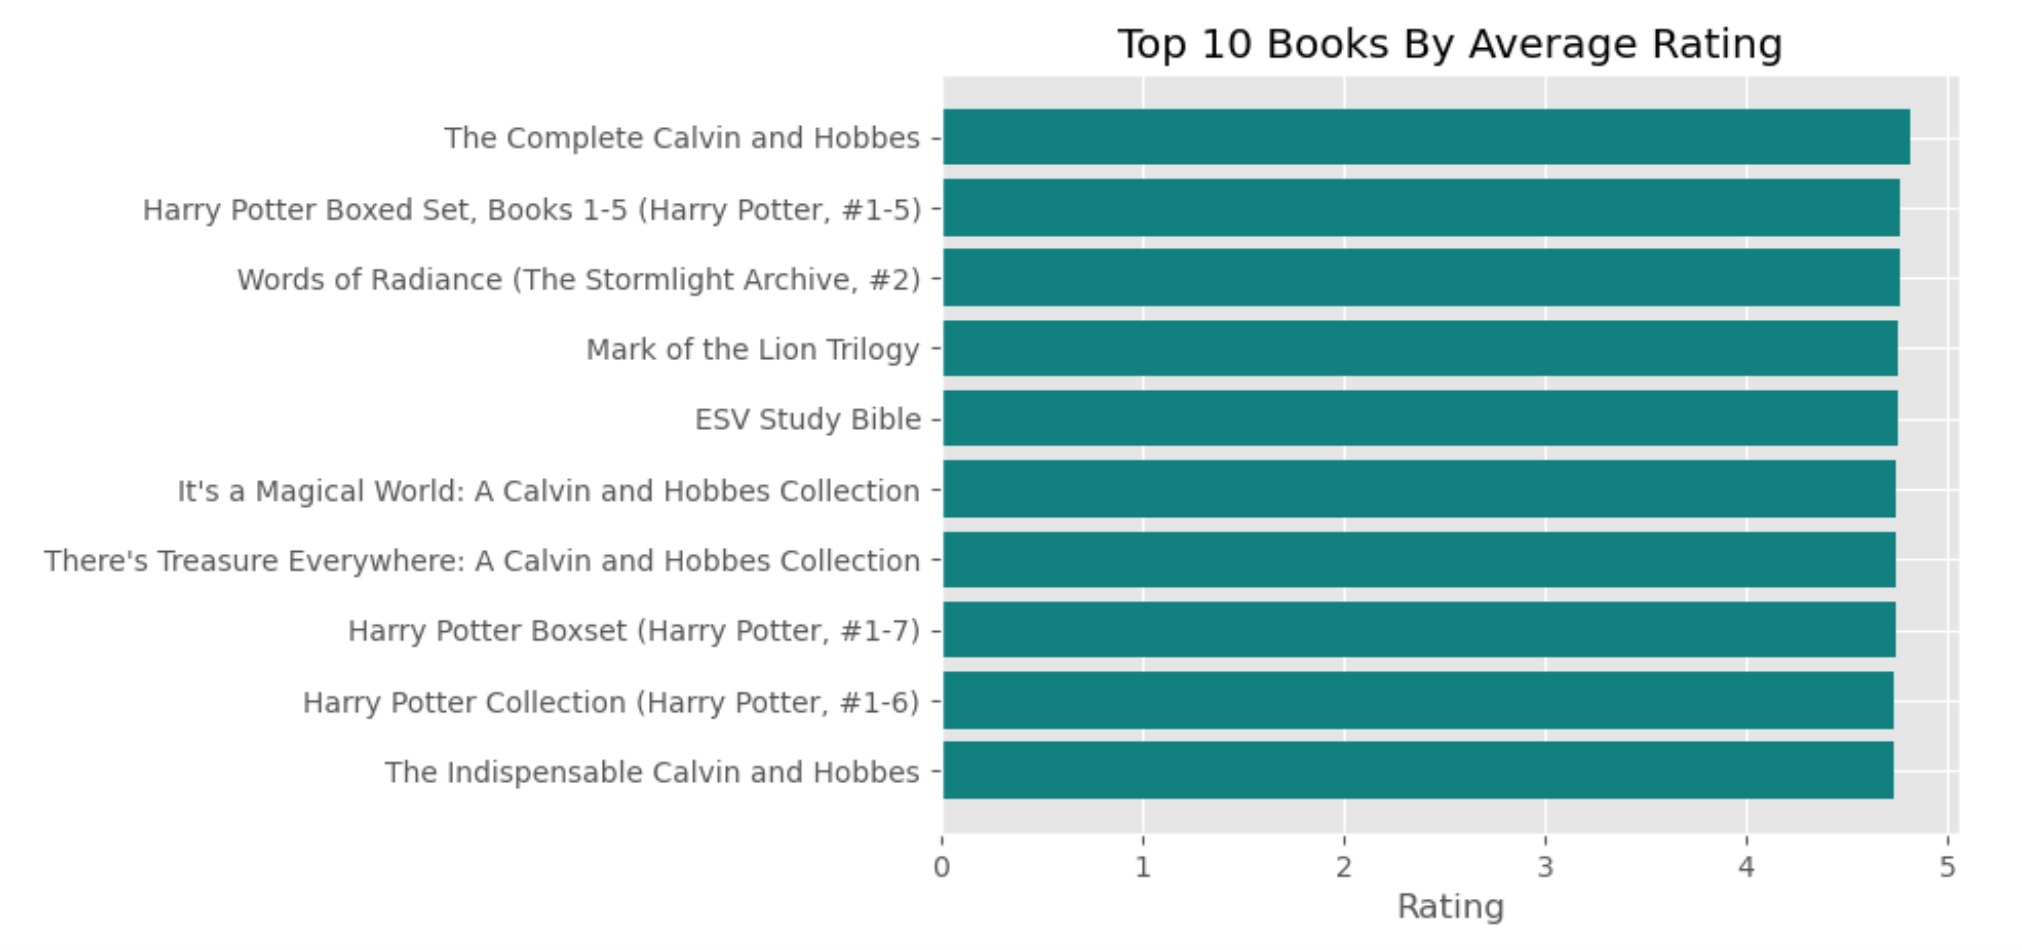 Top 10 Books By Average Rating
The Complete Calvin and Hobbes
Harry Potter Boxed Set, Books 1-5 (Harry Potter, #1-5)
Words of Radiance (The Stormlight Archive, #2)
Mark of the Lion Trilogy
ESV Study Bible
It's a Magical World: A Calvin and Hobbes Collection
There's Treasure Everywhere: A Calvin and Hobbes Collection
Harry Potter Boxset (Harry Potter, #1-7)
Harry Potter Collection (Harry Potter, #1-6)
The Indispensable Calvin and Hobbes
0 1 2 3 4 5
Rating